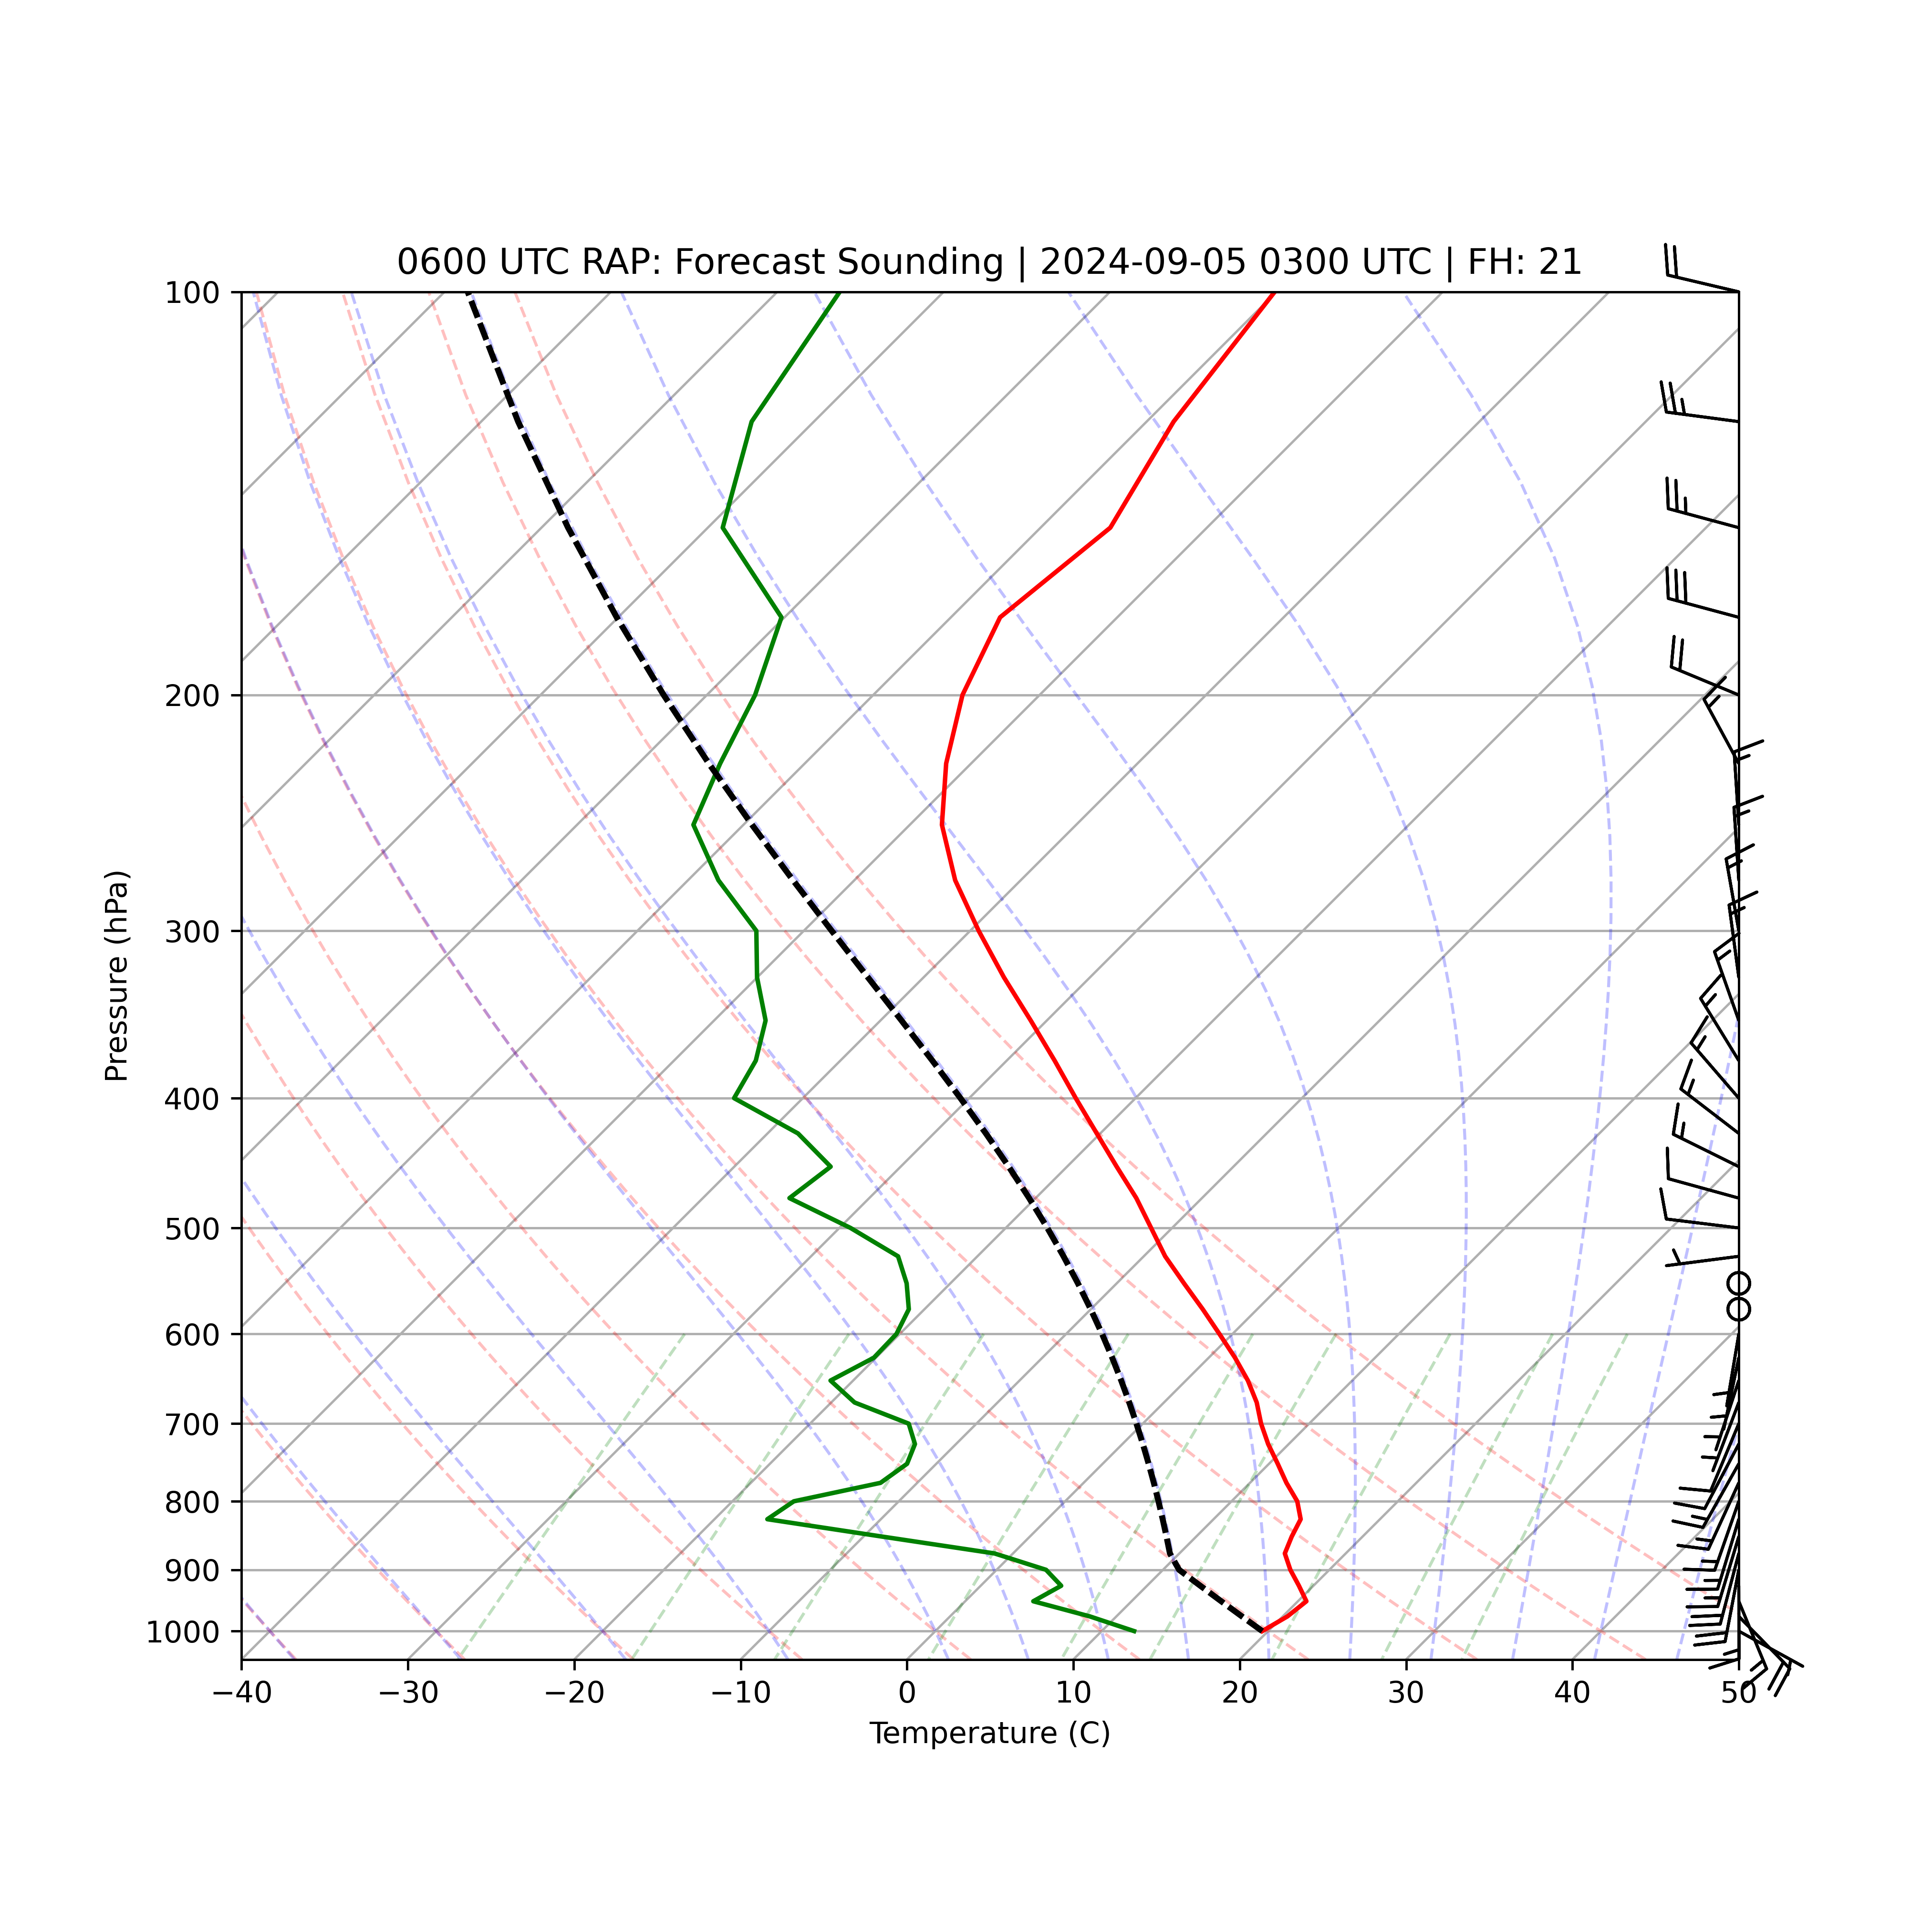 0600 UTC RAP: Forecast Sounding | 2024-09-05 0300 UTC | FH: 21
100
200
300
400
500
600
700
800
900
1000
Pressure (hPa)
−40 −30 −20 −10 0 10 20 30 40 50
Temperature (C)